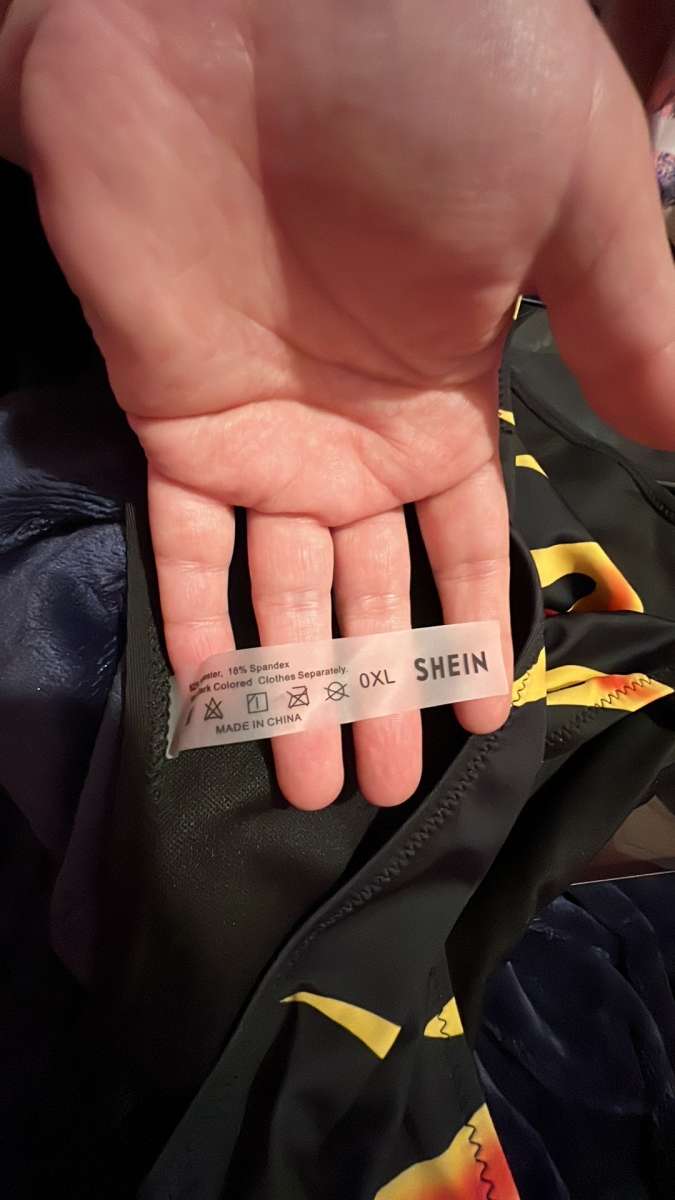 18% Spandex
Colored Clothes Separately.
0XL SHEIN
MADE IN CHINA